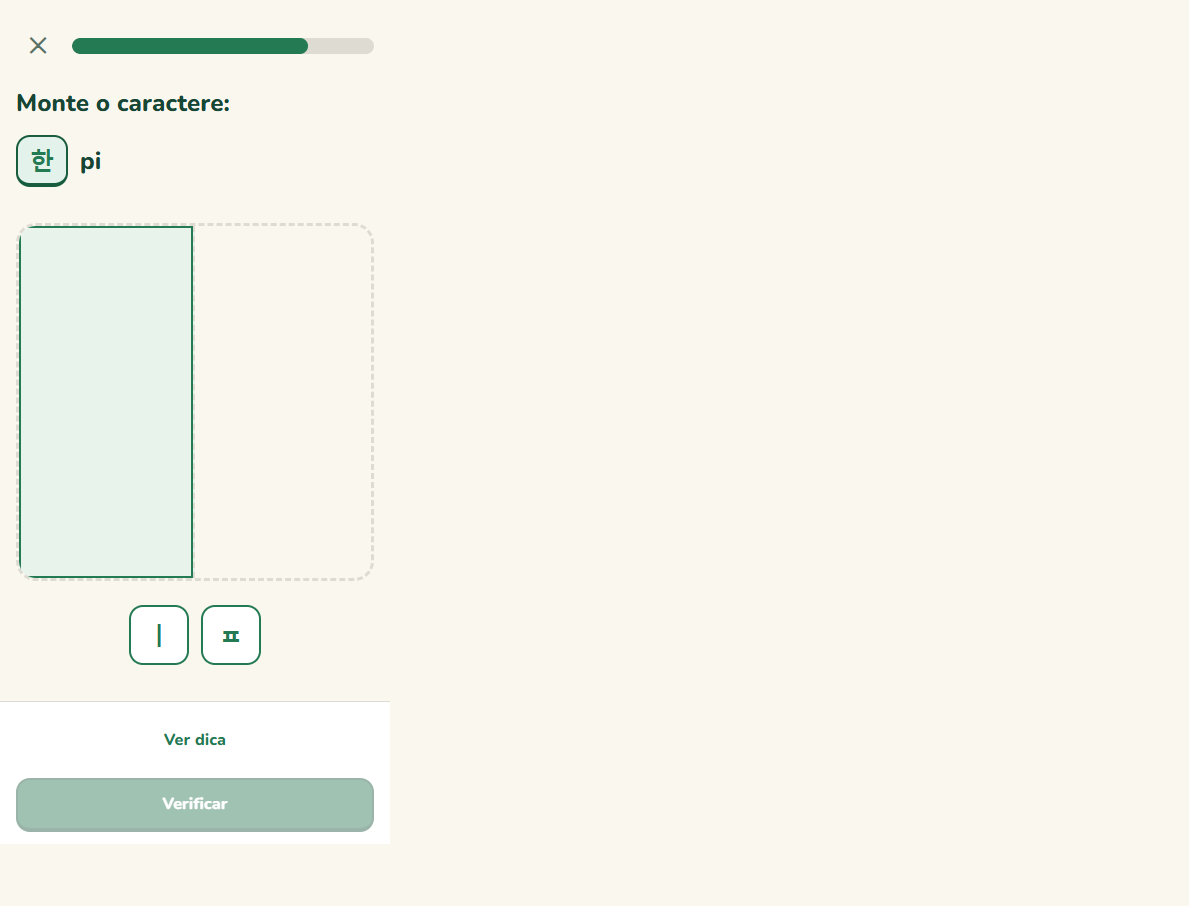 Monte o caractere:
한 pi
ㅣ ㅍ
Ver dica
Verificar